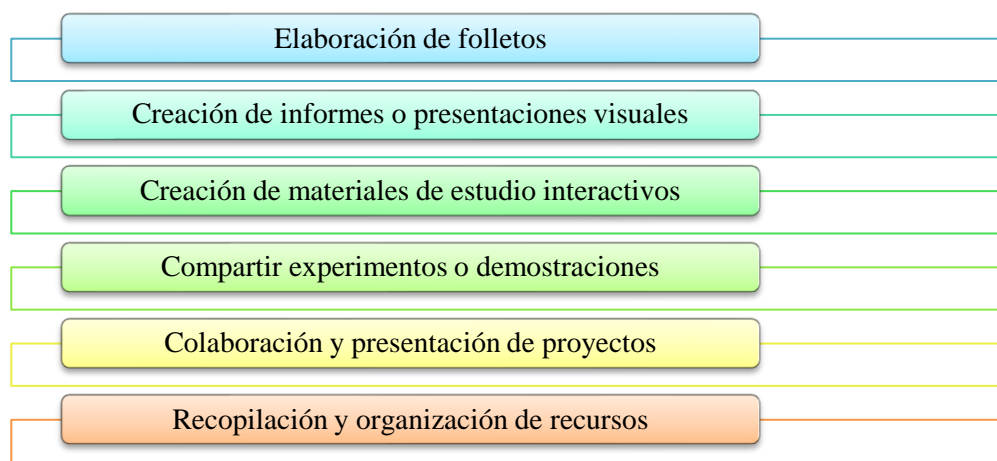 Elaboración de folletos
Creación de informes o presentaciones visuales
Creación de materiales de estudio interactivos
Compartir experimentos o demostraciones
Colaboración y presentación de proyectos
Recopilación y organización de recursos